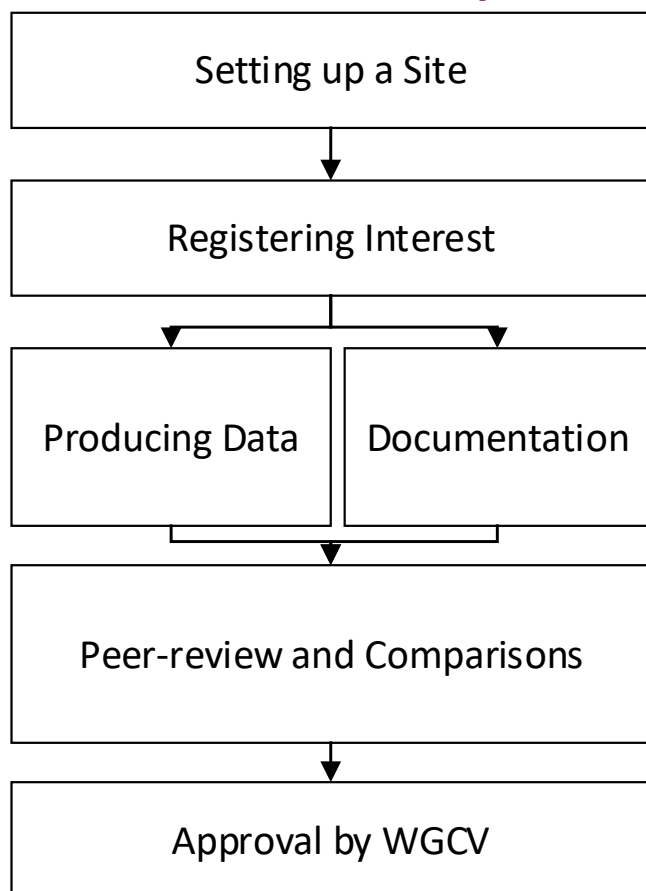 Setting up a Site
Registering Interest
Producing Data
Documentation
Peer-review and Comparisons
Approval by WGCV